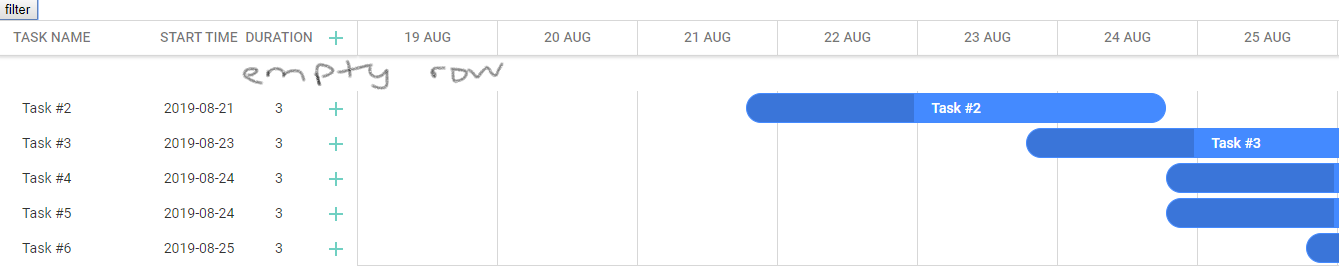 filter
TASK NAME START TIME DURATION + 19 AUG 20 AUG 21 AUG 22 AUG 23 AUG 24 AUG 25 AUG
empty row
Task #2 2019-08-21 3 + Task #2
Task #3 2019-08-23 3 + Task #3
Task #4 2019-08-24 3 +
Task #5 2019-08-24 3 +
Task #6 2019-08-25 3 +